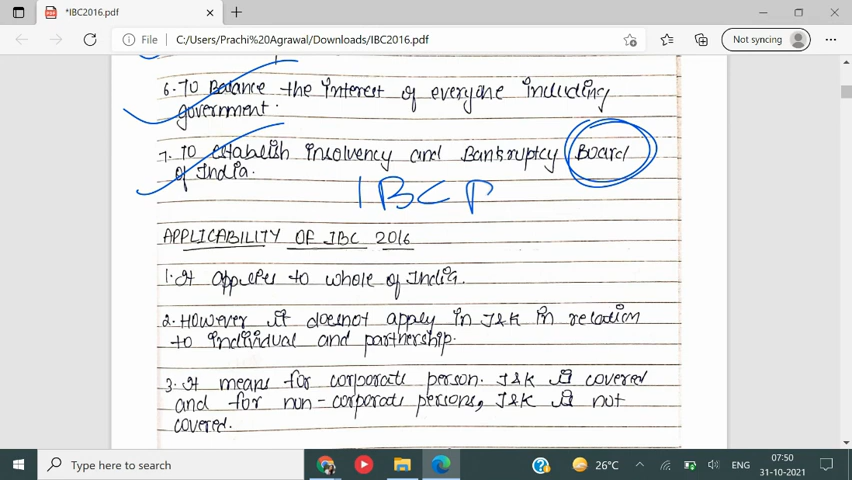 *IBC2016.pdf
File
C:/Users/Prachi%20Agrawal/Downloads/IBC2016.pdf
Not syncing
6. To Balance the interest of everyone including
government.
7. To establish insolvency and Bankruptcy Board
of India.
IBC
APPLICABILITY OF IBC 2016
1. It applies to whole of India.
2. However it doesnot apply in J&K in relation
to individual and partnership.
3. It means for corporate person. J&K is covered
and for non-corporate persons, J&K is not
covered.
Type here to search
26°C
ENG
07:50
31-10-2021